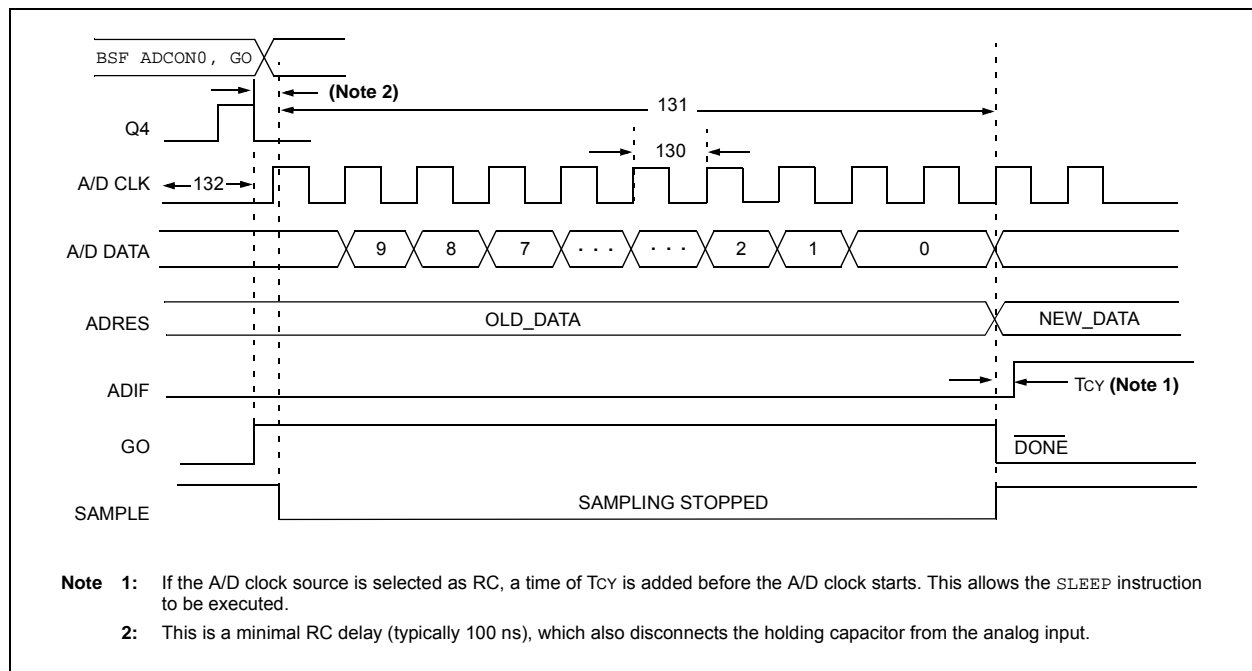 BSF ADCON0, GO
(Note 2)
131
Q4
130
A/D CLK
132
A/D DATA
9 8 7 . . . . . . 2 1 0
ADRES
OLD_DATA
NEW_DATA
ADIF
TCY (Note 1)
GO
DONE
SAMPLE
SAMPLING STOPPED
Note 1: If the A/D clock source is selected as RC, a time of TCY is added before the A/D clock starts. This allows the SLEEP instruction
to be executed.
2: This is a minimal RC delay (typically 100 ns), which also disconnects the holding capacitor from the analog input.